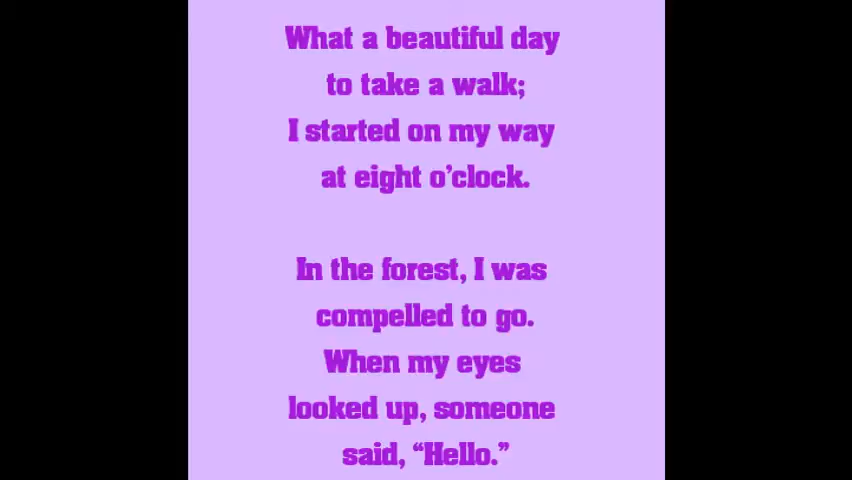 What a beautiful day
to take a walk;
I started on my way
at eight o’clock.
In the forest, I was
compelled to go.
When my eyes
looked up, someone
said, “Hello.”